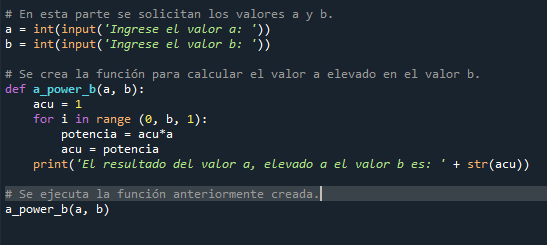 # En esta parte se solicitan los valores a y b.
a = int(input('Ingrese el valor a: '))
b = int(input('Ingrese el valor b: '))
# Se crea la función para calcular el valor a elevado en el valor b.
def a_power_b(a, b):
    acu = 1
    for i in range (0, b, 1):
        potencia = acu*a
        acu = potencia
    print('El resultado del valor a, elevado a el valor b es: ' + str(acu))
# Se ejecuta la función anteriormente creada.
a_power_b(a, b)